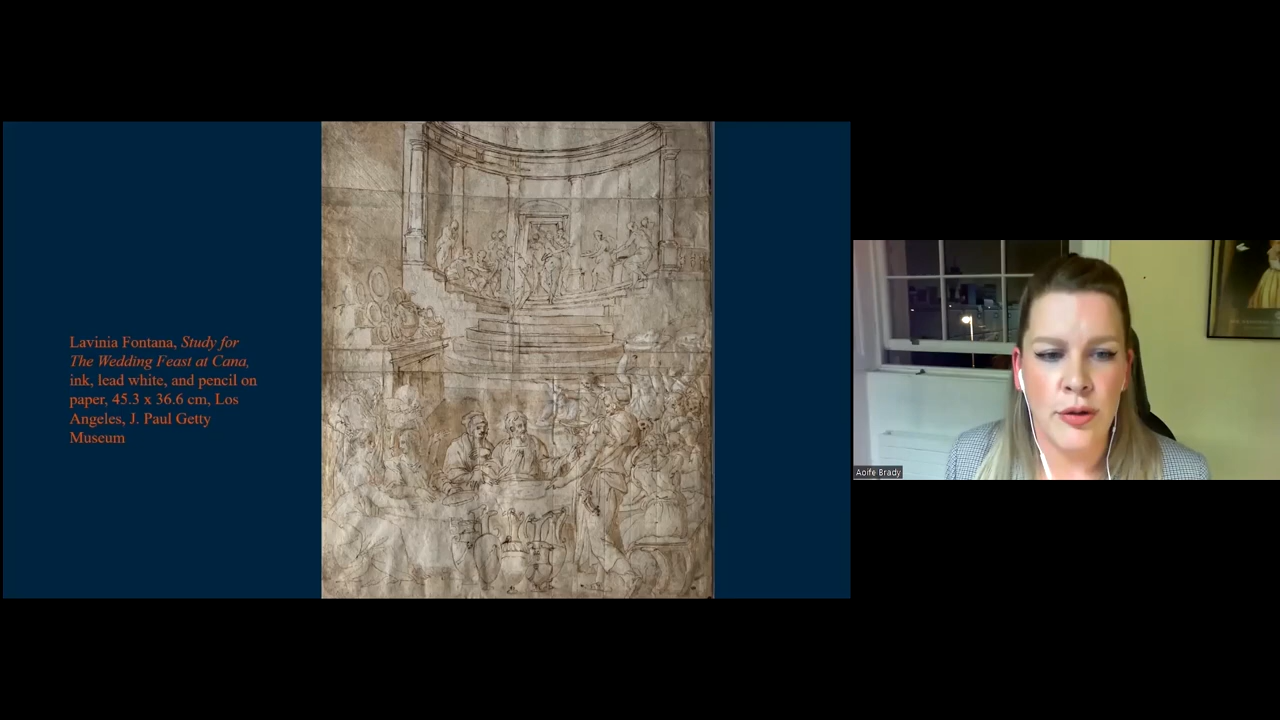 Lavinia Fontana, Study for
The Wedding Feast at Cana,
ink, lead white, and pencil on
paper, 45.3 x 36.6 cm, Los
Angeles, J. Paul Getty
Museum
Aoife Brady